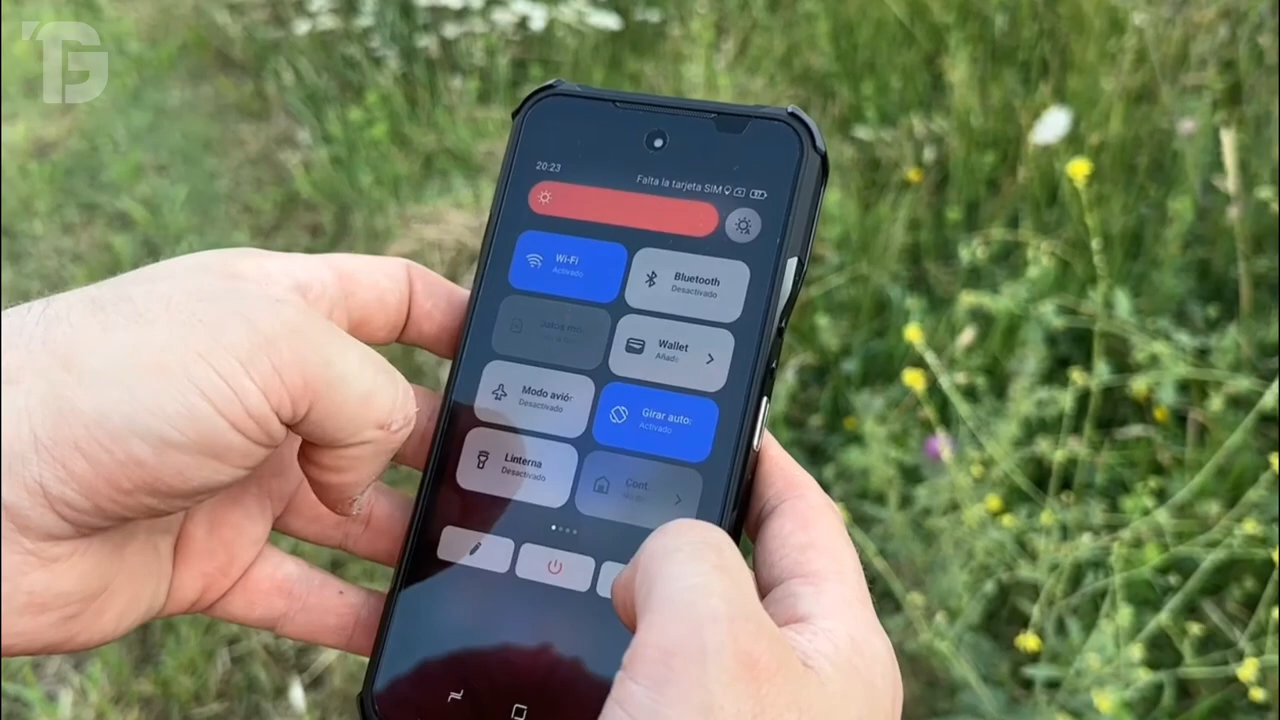 TG
20:23
Falta la tarjeta SIM
Wi-Fi
Activado
Bluetooth
Desactivado
Wallet
Modo avión
Desactivado
Girar auto
Activado
Linterna
Desactivado
Cont